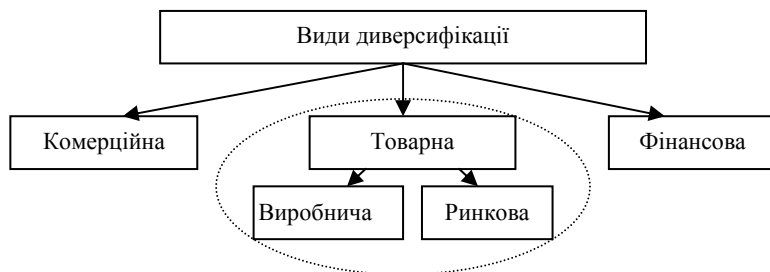 Види диверсифікації
Комерційна
Товарна
Фінансова
Виробнича
Ринкова